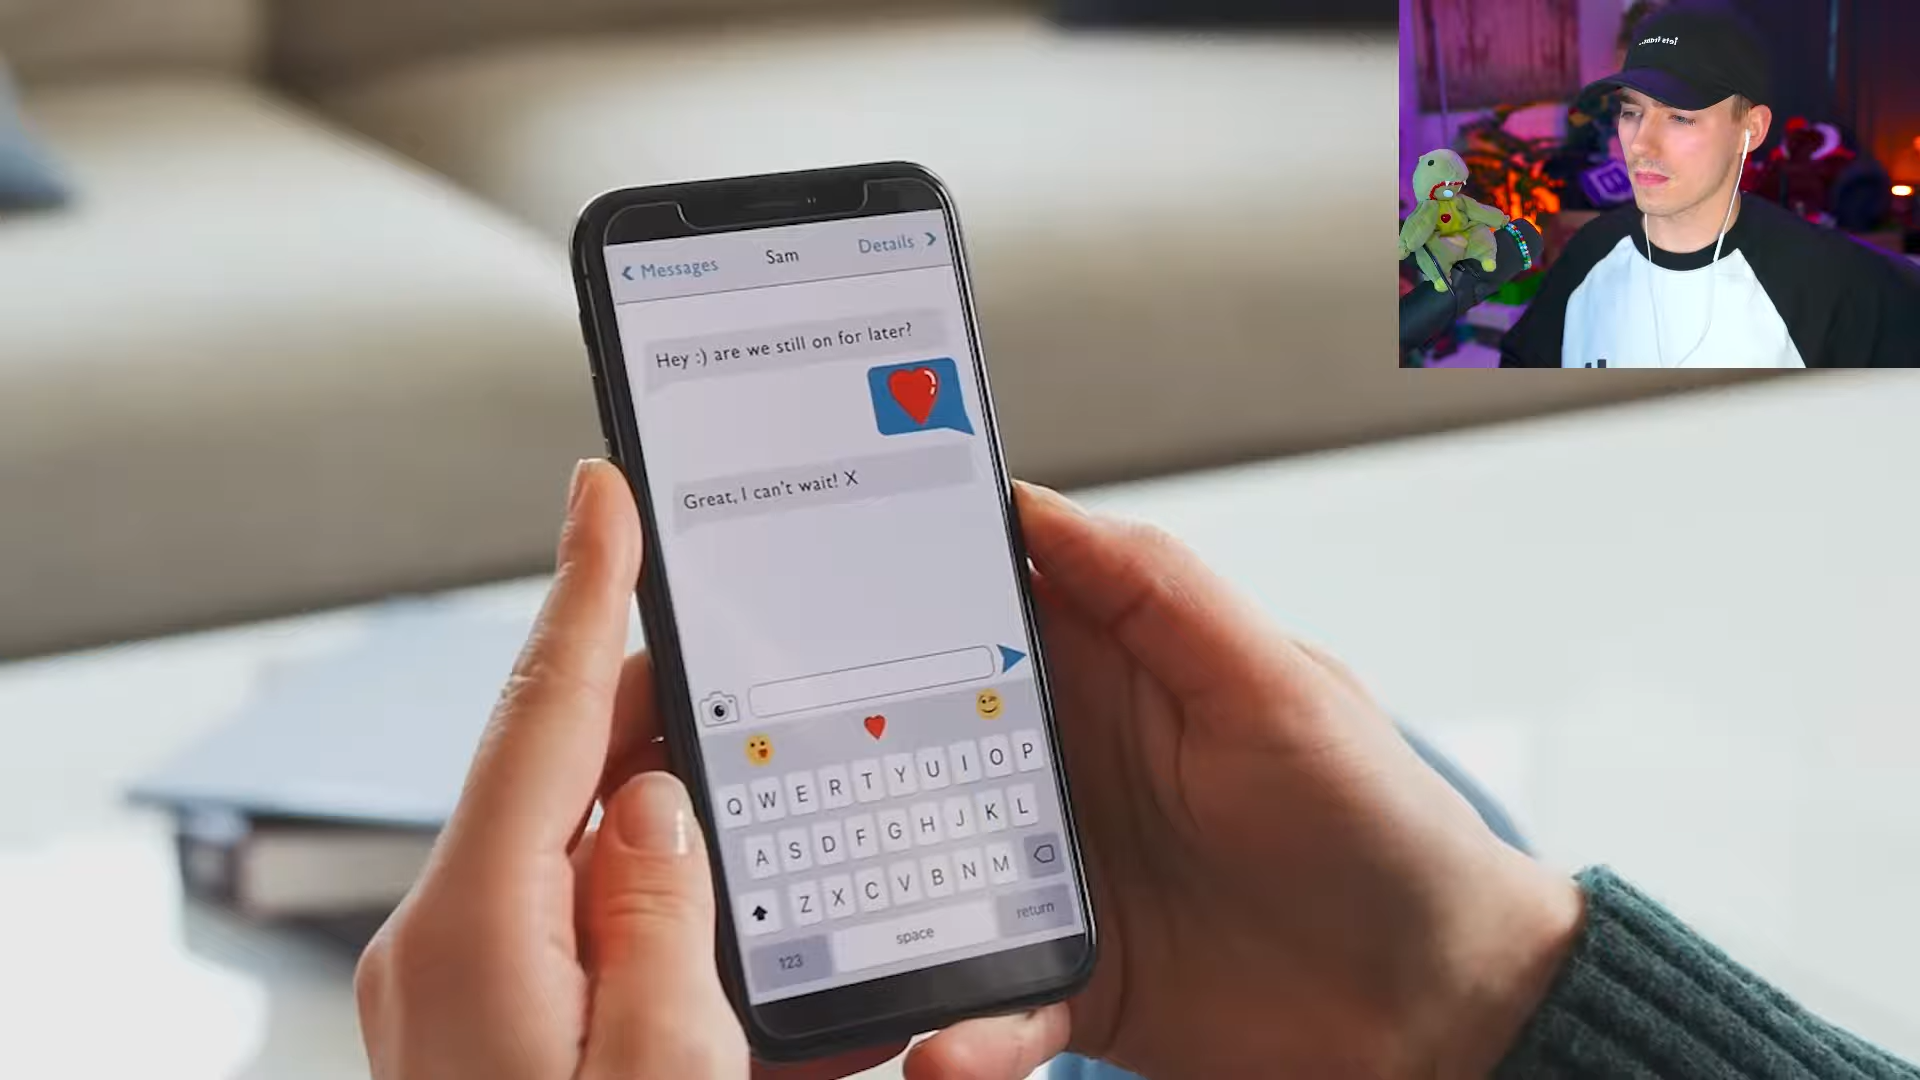 Messages
Sam
Details
Hey :) are we still on for later?
Great, I can't wait! X
Q W E R T Y U I O P
A S D F G H J K L
Z X C V B N M
123
space
return